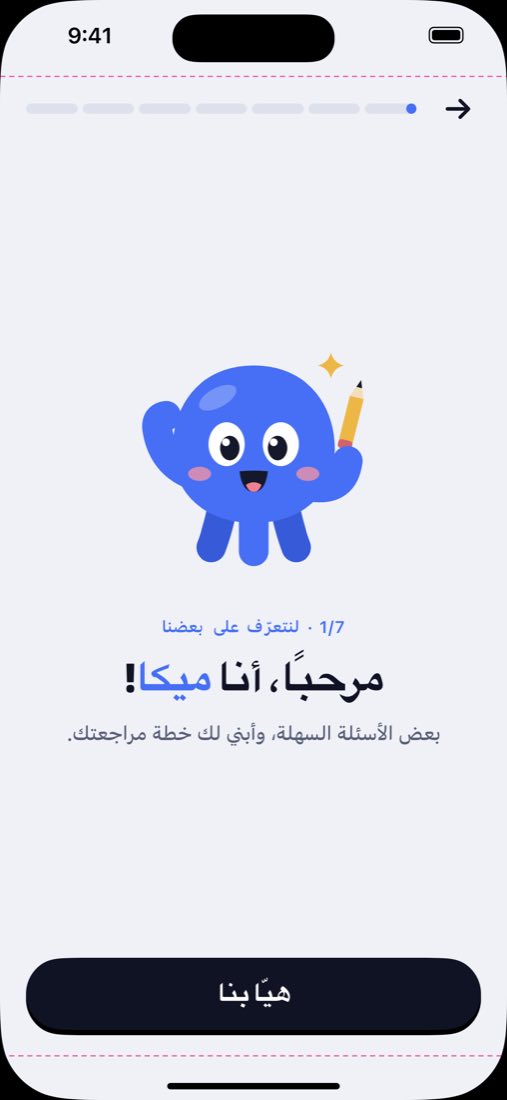 9:41
1/7 · لنتعرّف على بعضنا
مرحبًا، أنا ميكا!
بعض الأسئلة السهلة، وأبني لك خطة مراجعتك.
هيّا بنا